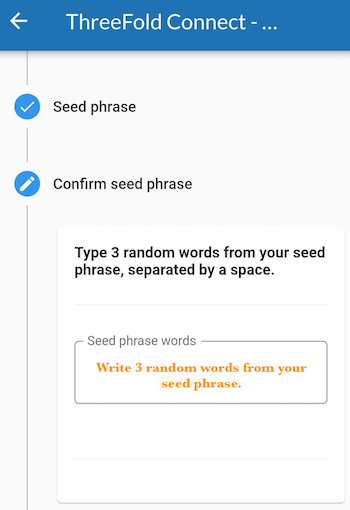 ThreeFold Connect - ...
Seed phrase
Confirm seed phrase
Type 3 random words from your seed
phrase, separated by a space.
Seed phrase words
Write 3 random words from your
seed phrase.